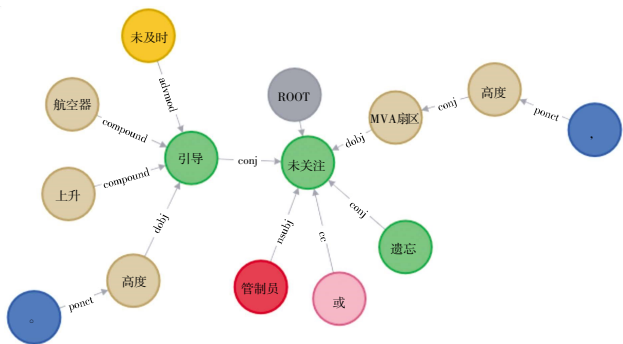 未及时
advmod
航空器
compound
引导
上升
compound
dobj
高度
ponct
。
conj
ROOT
未关注
dobj
MVA扇区
conj
高度
ponct
，
nsubj
管制员
cc
或
conj
遗忘